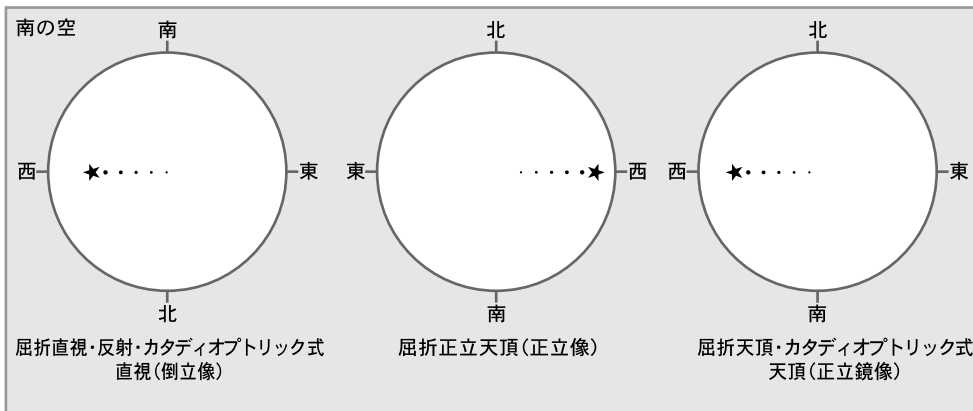 南の空
南
西
東
北
屈折直視・反射・カタディオプトリック式
直視(倒立像)
北
東
西
南
屈折正立天頂(正立像)
北
西
東
南
屈折天頂・カタディオプトリック式
天頂(正立鏡像)